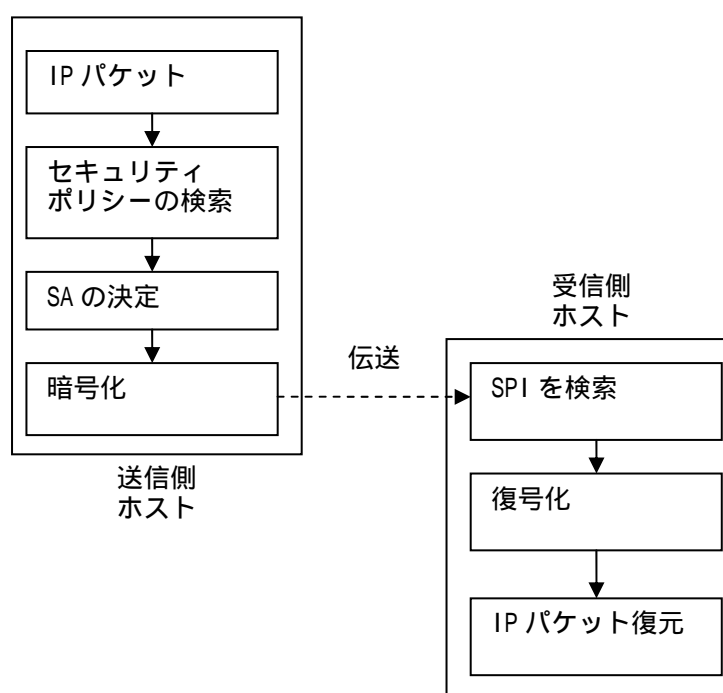 IP パケット
セキュリティ
ポリシーの検索
SA の決定
暗号化
送信側
ホスト
伝送
受信側
ホスト
SPI を検索
復号化
IP パケット復元